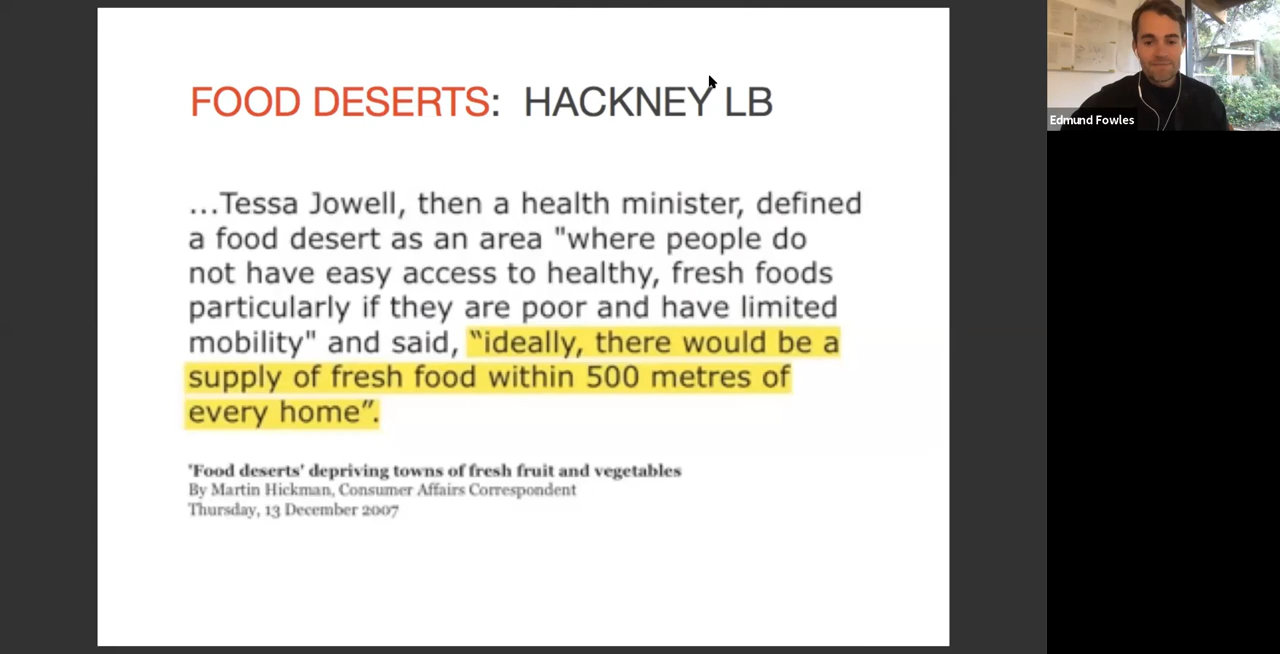 FOOD DESERTS: HACKNEY LB
...Tessa Jowell, then a health minister, defined
a food desert as an area "where people do
not have easy access to healthy, fresh foods
particularly if they are poor and have limited
mobility" and said, “ideally, there would be a
supply of fresh food within 500 metres of
every home”.
'Food deserts' depriving towns of fresh fruit and vegetables
By Martin Hickman, Consumer Affairs Correspondent
Thursday, 13 December 2007
Edmund Fowles